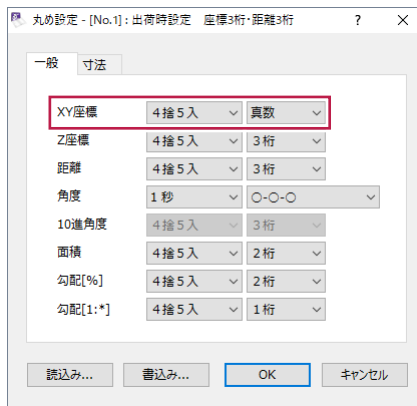 丸め設定 - [No.1] : 出荷時設定　座標3桁・距離3桁 ? ×
一般 寸法
XY座標 4捨5入 真数
Z座標 4捨5入 3桁
距離 4捨5入 3桁
角度 1秒 〇-〇-〇
10進角度 4捨5入 3桁
面積 4捨5入 2桁
勾配[%] 4捨5入 2桁
勾配[1:*] 4捨5入 1桁
読込み... 書込み... OK キャンセル